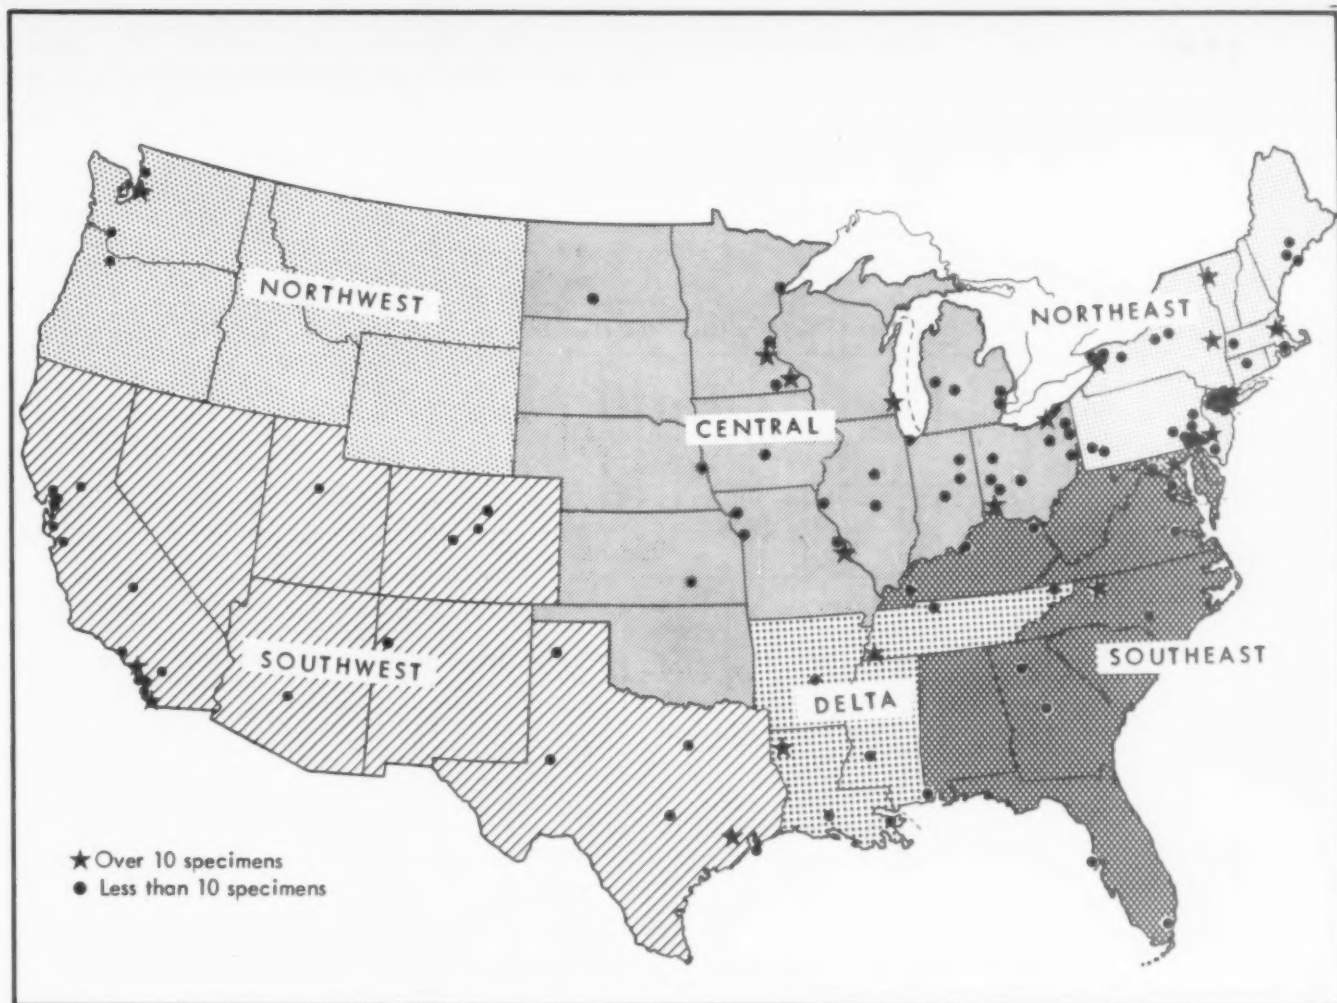 NORTHWEST
NORTHEAST
CENTRAL
SOUTHWEST
SOUTHEAST
DELTA
★ Over 10 specimens
● Less than 10 specimens